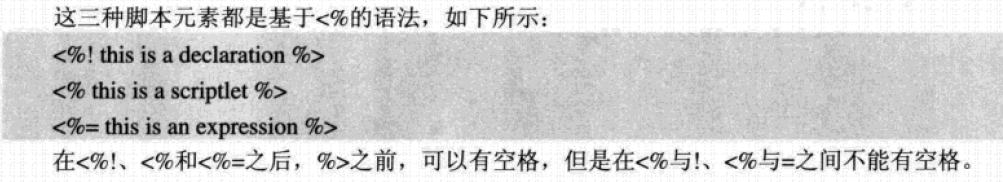 这三种脚本元素都是基于<%的语法，如下所示：
<%! this is a declaration %>
<% this is a scriptlet %>
<%= this is an expression %>
在<%!、<%和<%=之后，%>之前，可以有空格，但是在<%与!、<%与=之间不能有空格。